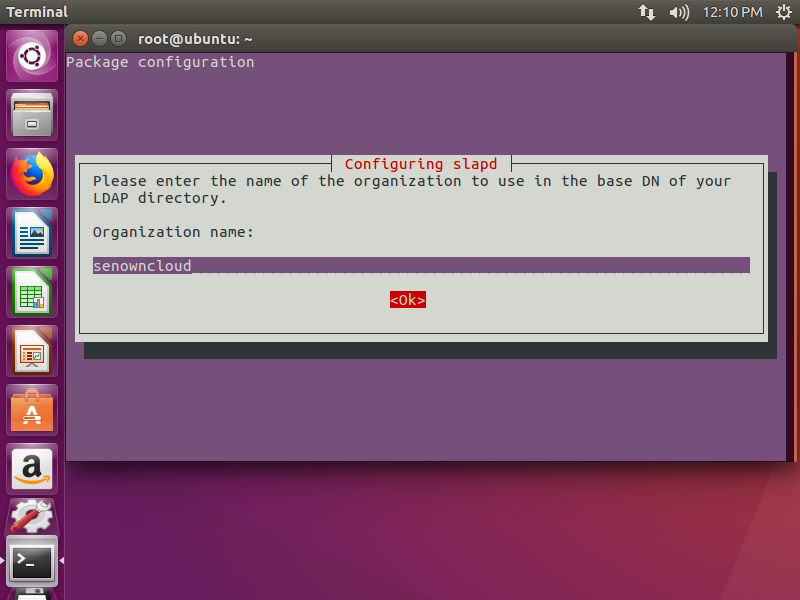 Terminal
12:10 PM
root@ubuntu: ~
Package configuration
Configuring slapd
Please enter the name of the organization to use in the base DN of your
LDAP directory.
Organization name:
senowncloud
<Ok>